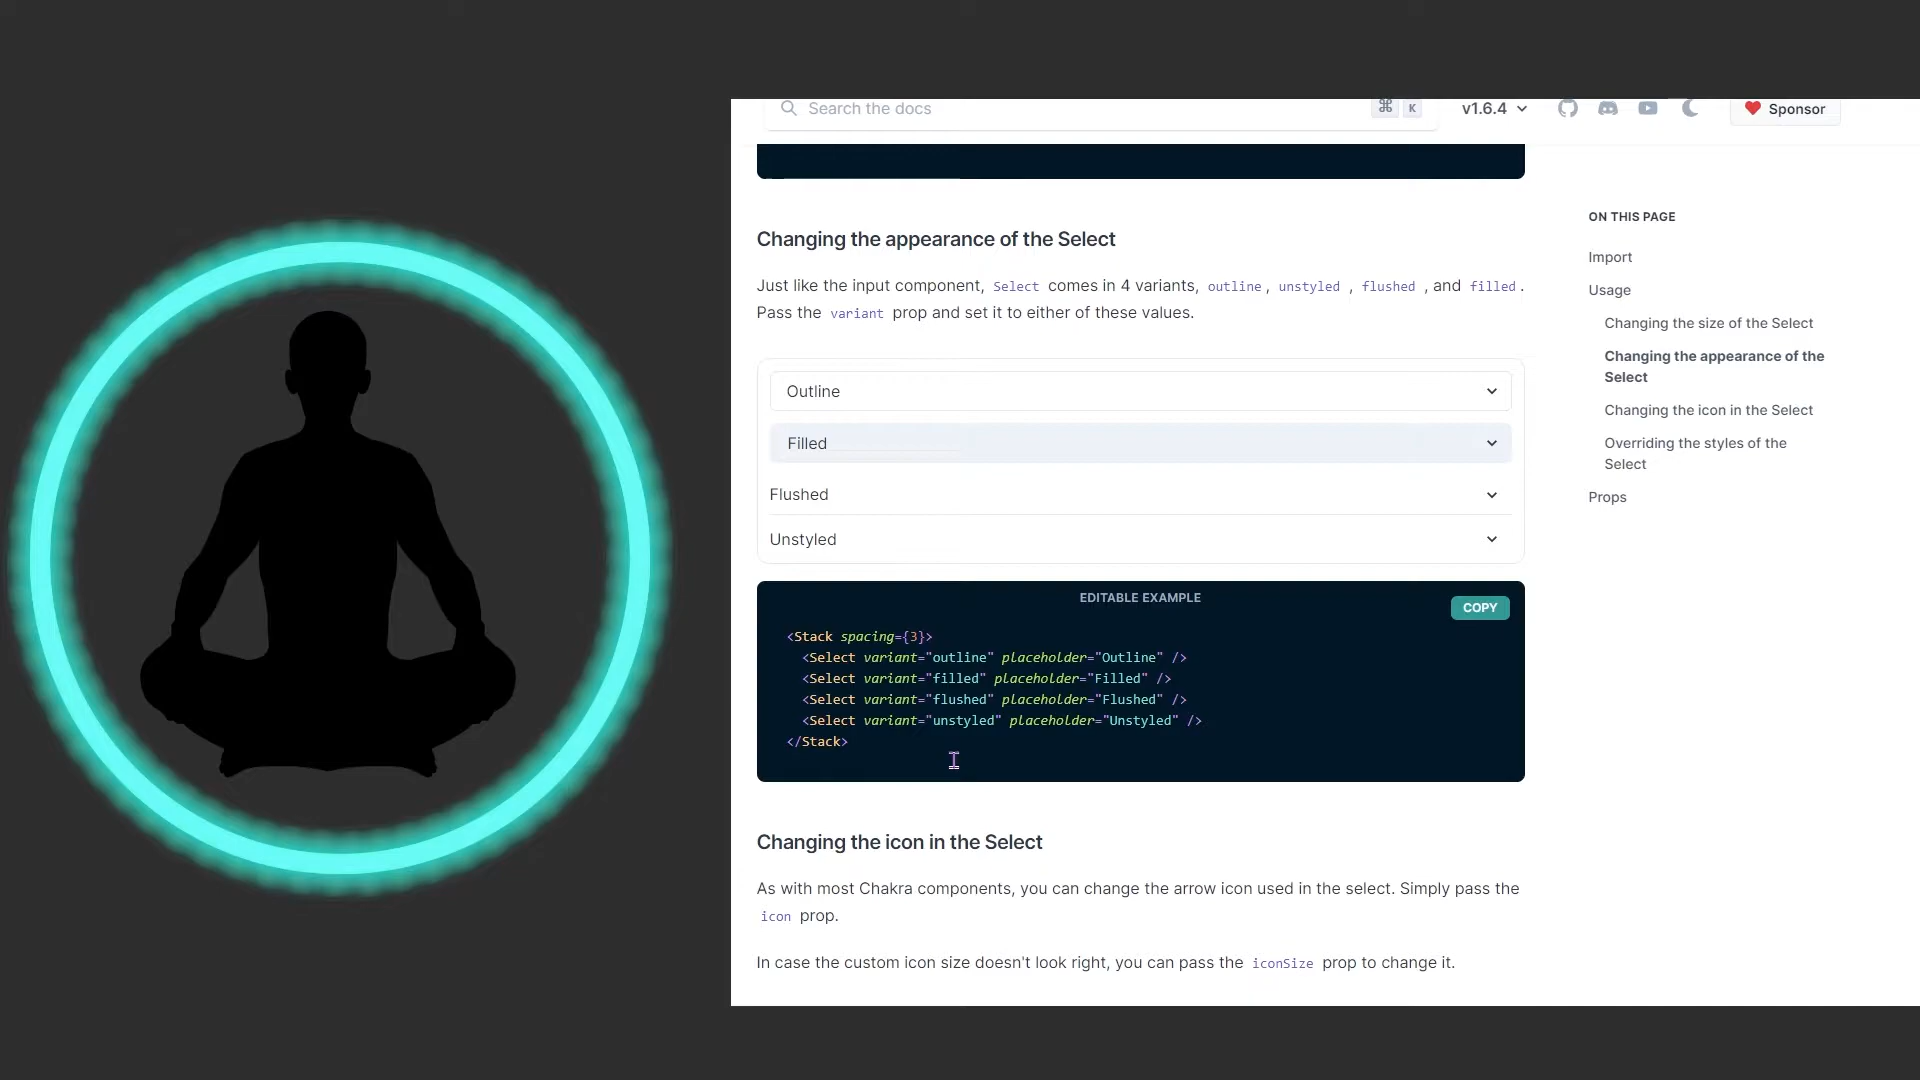 Search the docs ⌘ K v1.6.4 Sponsor
Changing the appearance of the Select
Just like the input component, Select comes in 4 variants, outline, unstyled , flushed , and filled.
Pass the variant prop and set it to either of these values.
Outline
Filled
Flushed
Unstyled
EDITABLE EXAMPLE
COPY
<Stack spacing={3}>
  <Select variant="outline" placeholder="Outline" />
  <Select variant="filled" placeholder="Filled" />
  <Select variant="flushed" placeholder="Flushed" />
  <Select variant="unstyled" placeholder="Unstyled" />
</Stack>
Changing the icon in the Select
As with most Chakra components, you can change the arrow icon used in the select. Simply pass the
icon prop.
In case the custom icon size doesn't look right, you can pass the iconSize prop to change it.
ON THIS PAGE
Import
Usage
Changing the size of the Select
Changing the appearance of the
Select
Changing the icon in the Select
Overriding the styles of the
Select
Props